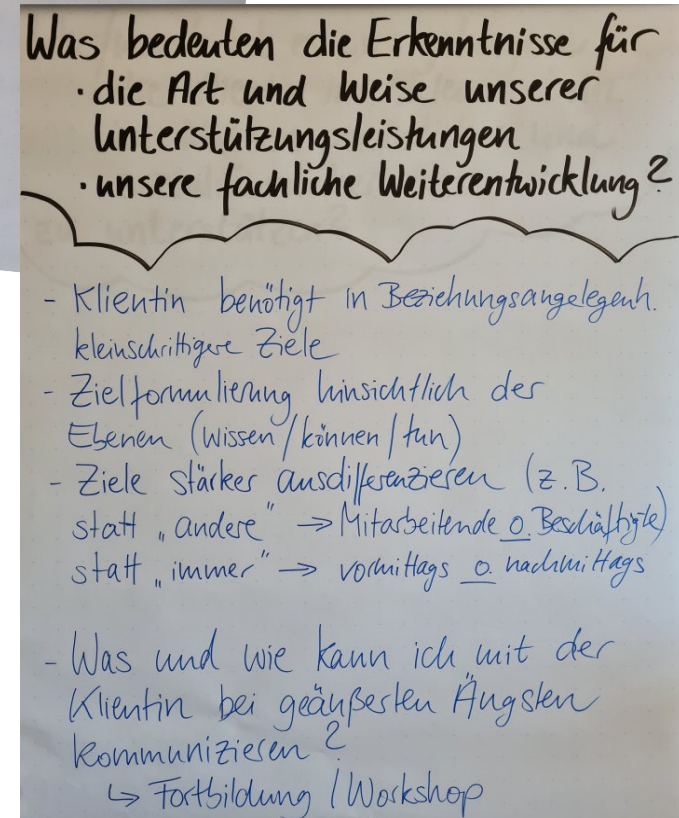 Was bedeuten die Erkenntnisse für
· die Art und Weise unserer
Unterstützungsleistungen
· unsere fachliche Weiterentwicklung?
- Klientin benötigt in Beziehungsangelegenh.
kleinschrittigere Ziele
- Zielformulierung hinsichtlich der
Ebenen (wissen/können/tun)
- Ziele stärker ausdifferenzieren (z.B.
statt „andere" → Mitarbeitende o. Beschäftigte)
statt „immer" → vormittags o. nachmittags
- Was und wie kann ich mit der
Klientin bei geäußerten Ängsten
kommunizieren?
↳ Fortbildung / Workshop